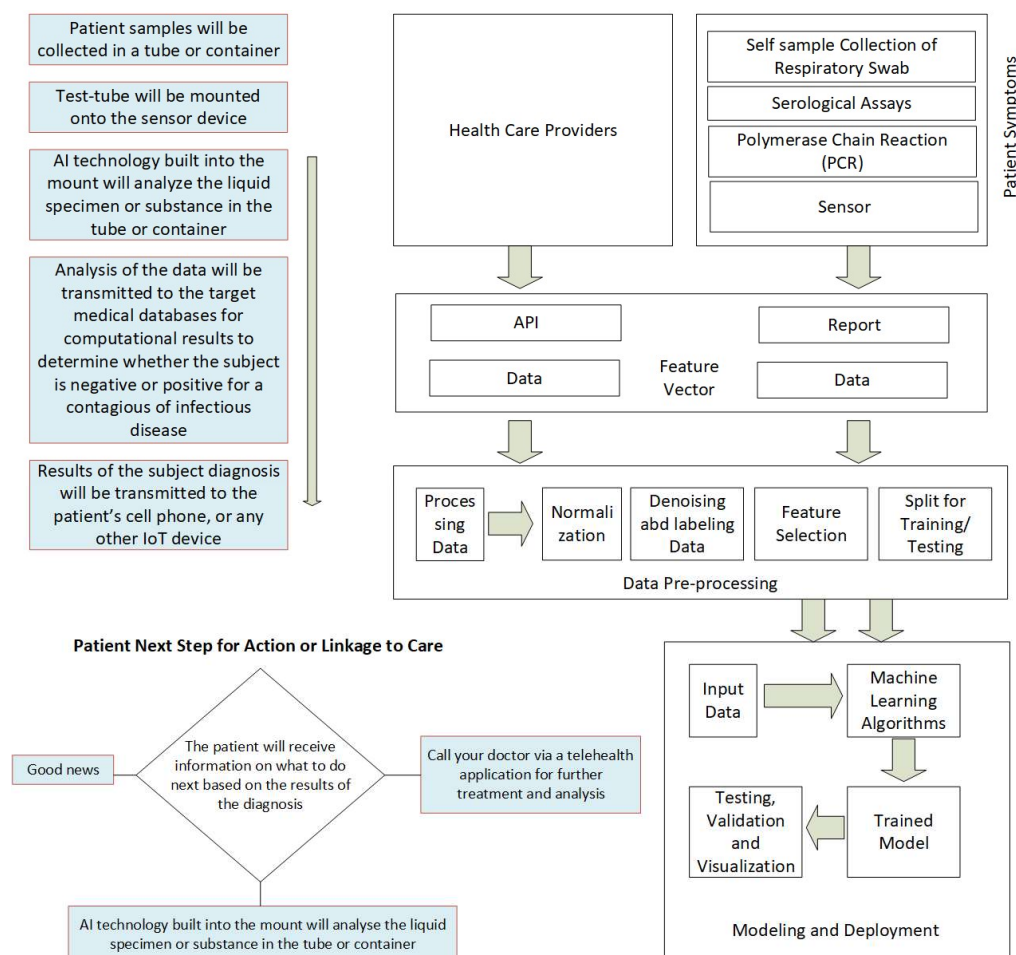 Patient samples will be
collected in a tube or container
Test-tube will be mounted
onto the sensor device
AI technology built into the
mount will analyze the liquid
specimen or substance in the
tube or container
Analysis of the data will be
transmitted to the target
medical databases for
computational results to
determine whether the subject
is negative or positive for a
contagious of infectious
disease
Results of the subject diagnosis
will be transmitted to the
patient's cell phone, or any
other IoT device
Health Care Providers
Self sample Collection of
Respiratory Swab
Serological Assays
Polymerase Chain Reaction
(PCR)
Sensor
Patient Symptoms
API
Data
Feature
Vector
Report
Data
Proces
sing
Data
Normali
zation
Denoising
abd labeling
Data
Feature
Selection
Split for
Training/
Testing
Data Pre-processing
Input
Data
Machine
Learning
Algorithms
Testing,
Validation
and
Visualization
Trained
Model
Modeling and Deployment
Patient Next Step for Action or Linkage to Care
Good news
The patient will receive
information on what to do
next based on the results of
the diagnosis
Call your doctor via a telehealth
application for further
treatment and analysis
AI technology built into the mount will analyse the liquid
specimen or substance in the tube or container